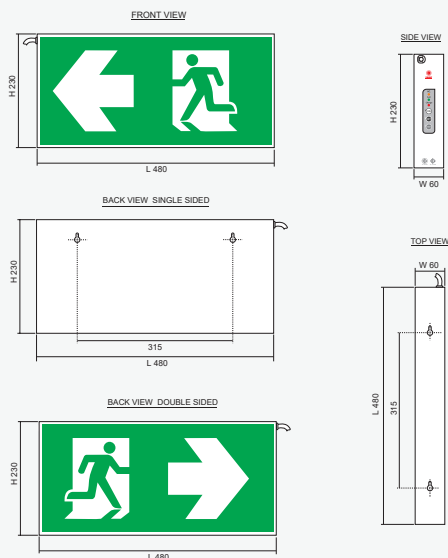 FRONT VIEW
H 230
L 480
SIDE VIEW
H 230
W 60
BACK VIEW SINGLE SIDED
H 230
315
L 480
TOP VIEW
W 60
L 480
315
BACK VIEW DOUBLE SIDED
H 230
L 480